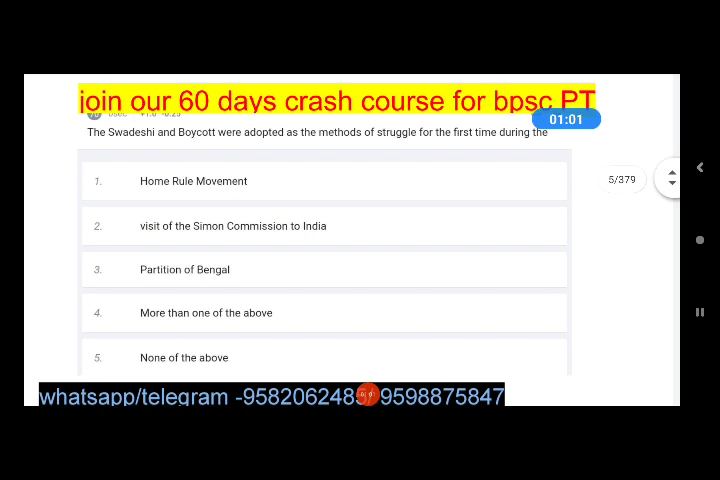 join our 60 days crash course for bpsc PT
01:01
The Swadeshi and Boycott were adopted as the methods of struggle for the first time during the
1. Home Rule Movement
5/379
2. visit of the Simon Commission to India
3. Partition of Bengal
4. More than one of the above
5. None of the above
whatsapp/telegram -9582062485/ 9598875847